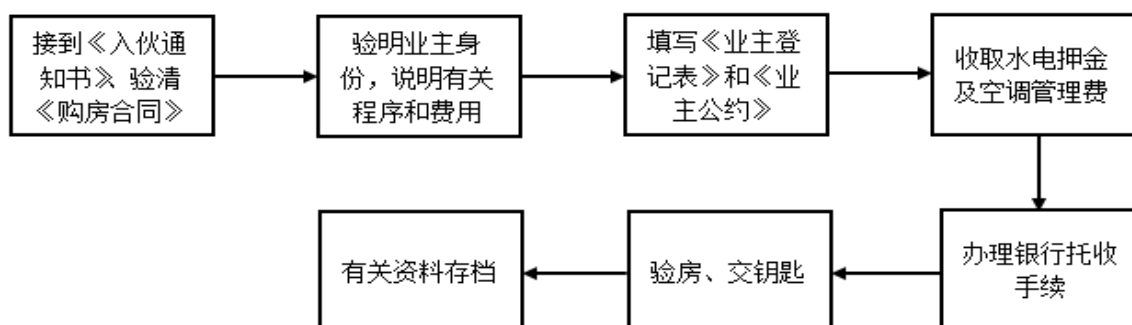 接到《入伙通
知书》、验清
《购房合同》
验明业主身
份，说明有关
程序和费用
填写《业主登
记表》和《业
主公约》
收取水电押金
及空调管理费
办理银行托收
手续
验房、交钥匙
有关资料存档